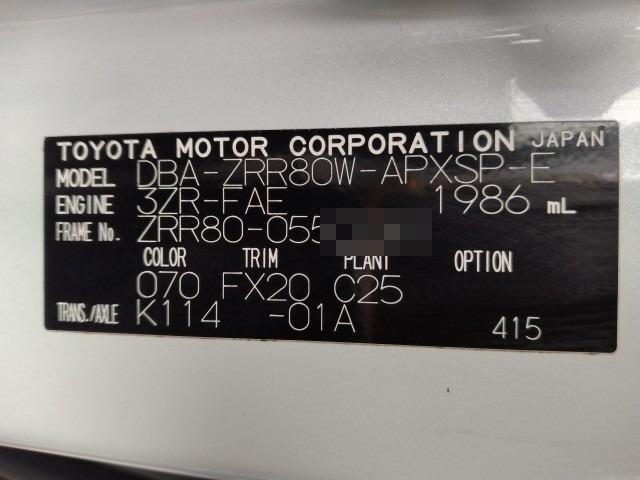 TOYOTA MOTOR CORPORATION JAPAN
MODEL DBA-ZRR80W-APXSP-E
ENGINE 3ZR-FAE 1986 mL
FRAME No. ZRR80-055
COLOR TRIM PLANT OPTION
070 FX20 C25
TRANS./AXLE K114 -01A 415